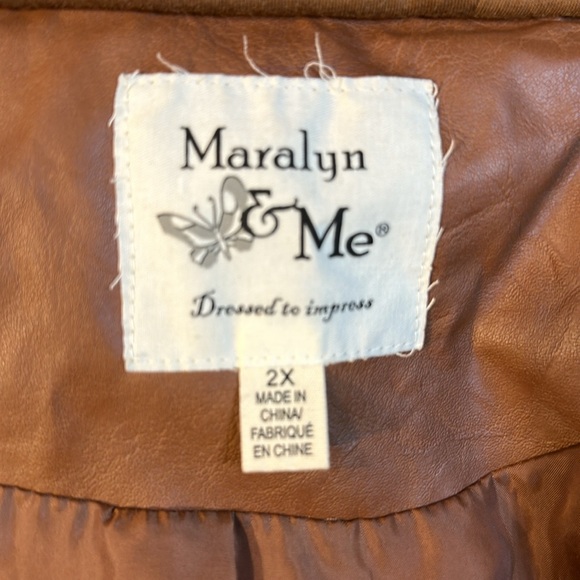 Maralyn
& Me®
Dressed to impress
2X
MADE IN
CHINA/
FABRIQUÉ
EN CHINE